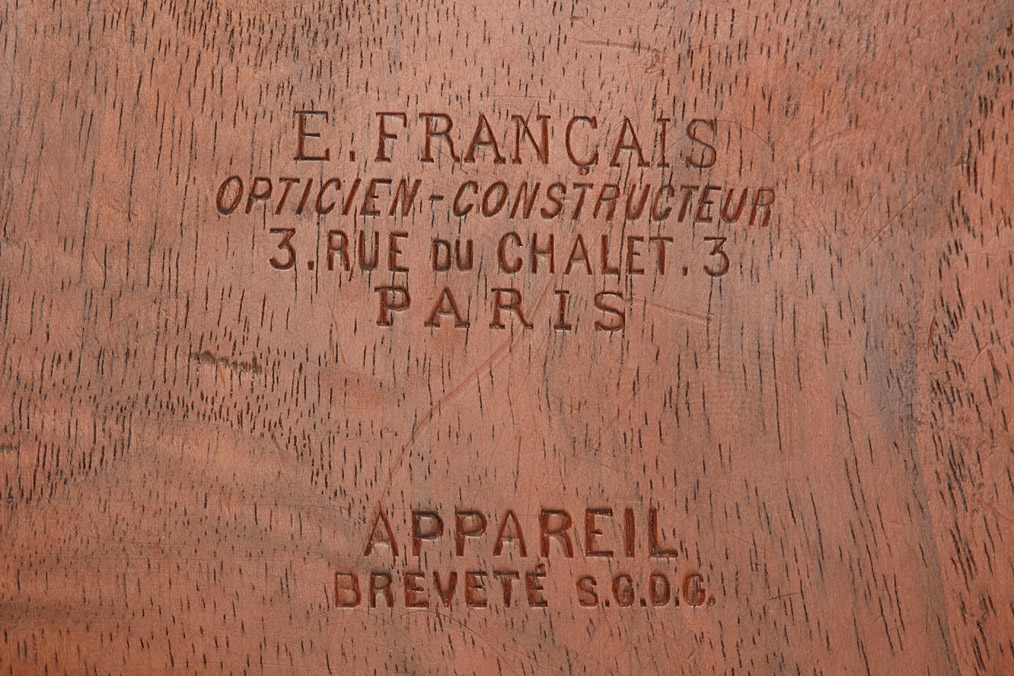 E. FRANÇAIS
OPTICIEN-CONSTRUCTEUR
3. RUE DU CHALET. 3
PARIS
APPAREIL
BREVETÉ S.G.D.G.